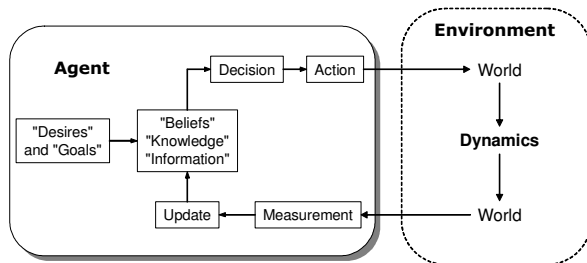 Environment
Agent
Decision
Action
World
"Desires"
and "Goals"
"Beliefs"
"Knowledge"
"Information"
Dynamics
Update
Measurement
World